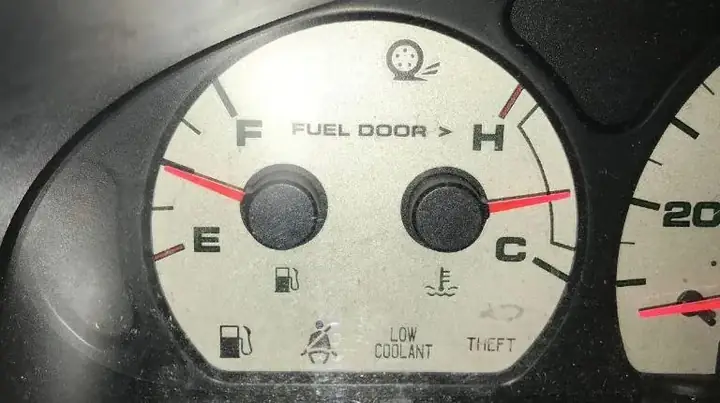 F
FUEL DOOR >
H
E
C
20
LOW
COOLANT
THEFT